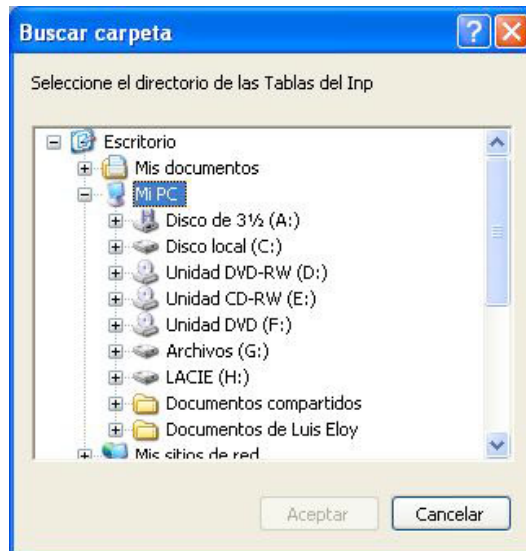 Buscar carpeta
Seleccione el directorio de las Tablas del Inp
Escritorio
Mis documentos
Mi PC
Disco de 3½ (A:)
Disco local (C:)
Unidad DVD-RW (D:)
Unidad CD-RW (E:)
Unidad DVD (F:)
Archivos (G:)
LACIE (H:)
Documentos compartidos
Documentos de Luis Eloy
Mis sitios de red
Aceptar Cancelar